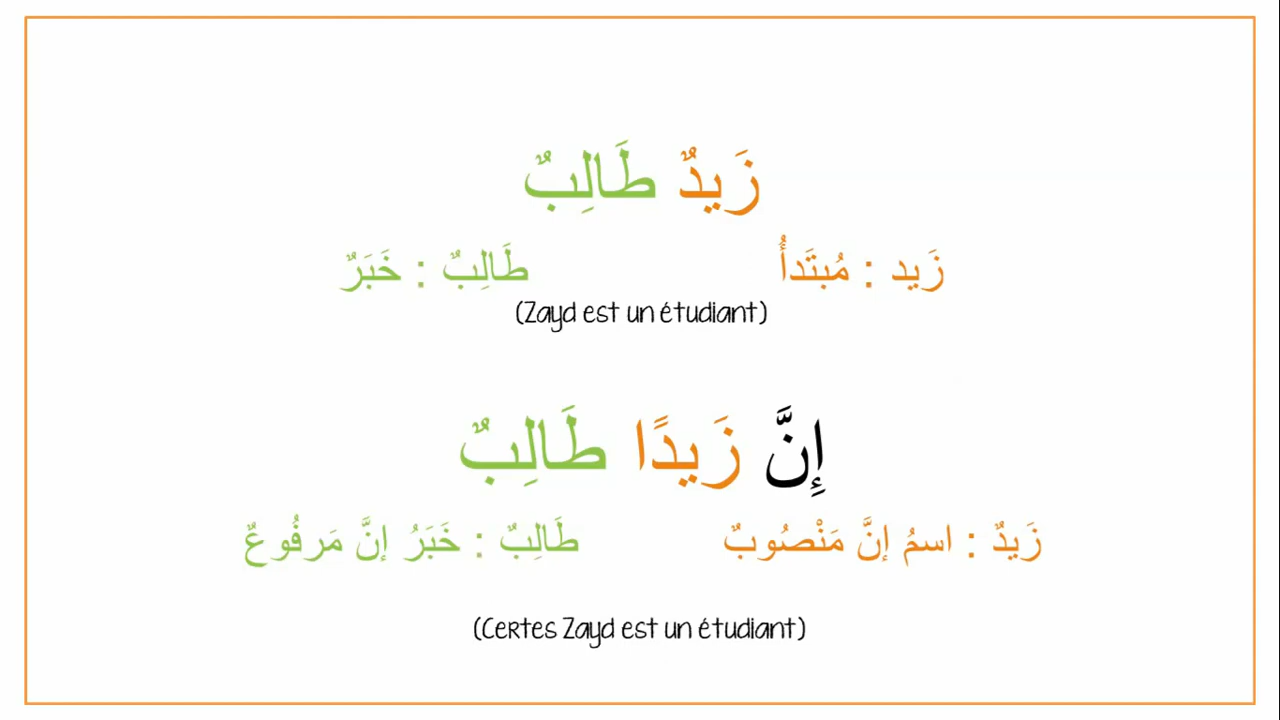 زَيدٌ طَالِبٌ
زَيد : مُبتَدأُ طَالِبٌ : خَبَرٌ
(Zayd est un étudiant)
إِنَّ زَيدًا طَالِبٌ
زَيدٌ : اسمُ إنَّ مَنْصُوبٌ طَالِبٌ : خَبَرُ إنَّ مَرفُوعٌ
(Certes Zayd est un étudiant)